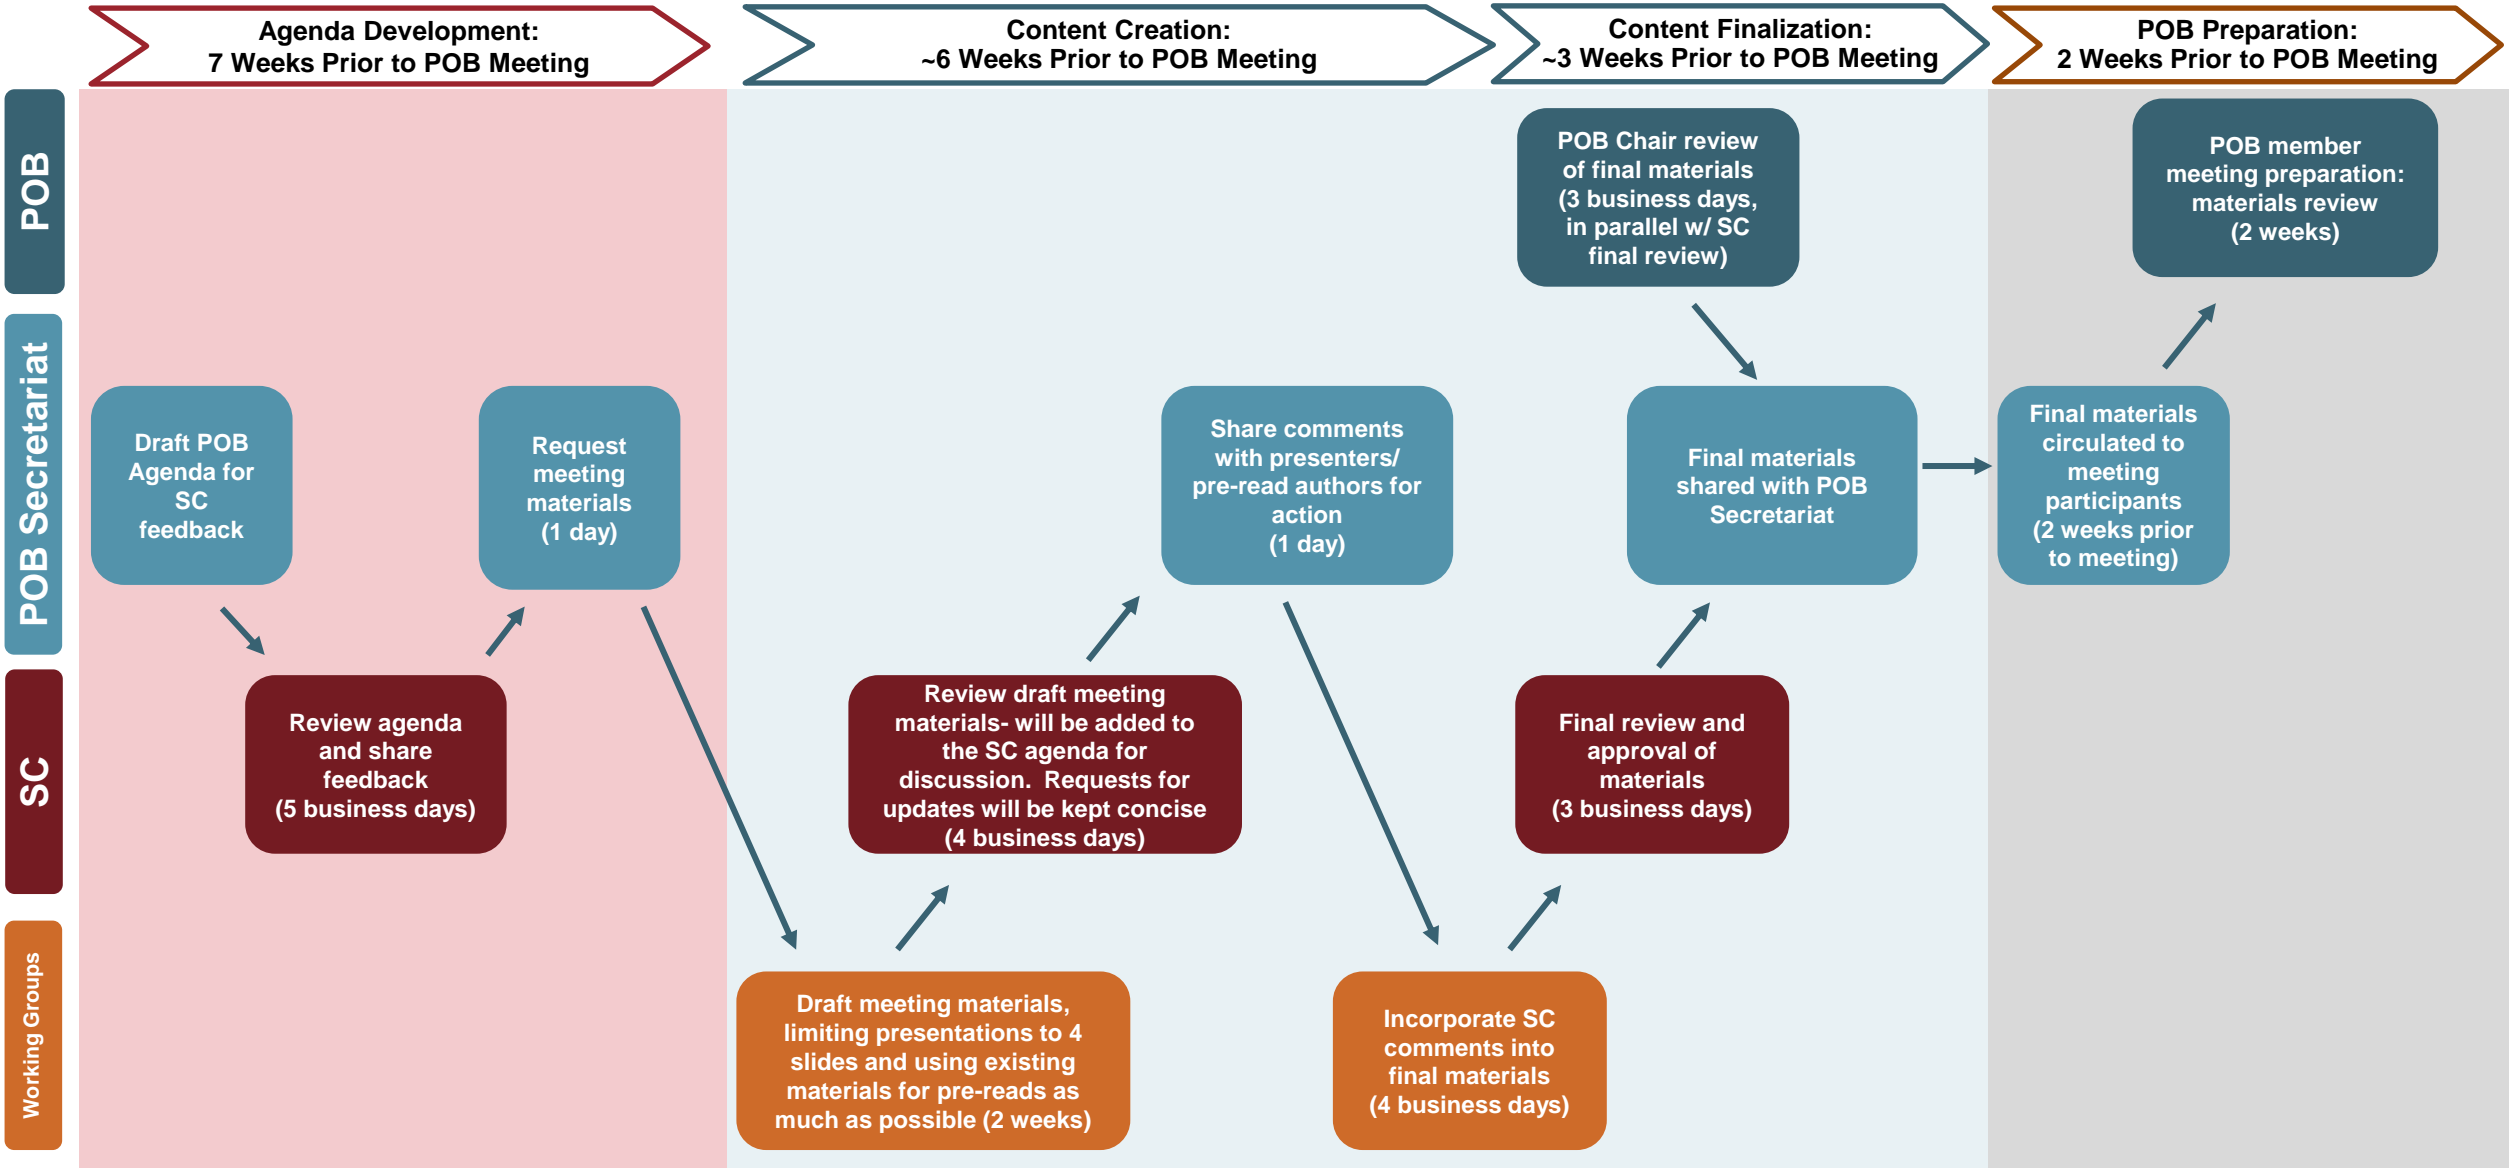 Agenda Development:
7 Weeks Prior to POB Meeting
Content Creation:
~6 Weeks Prior to POB Meeting
Content Finalization:
~3 Weeks Prior to POB Meeting
POB Preparation:
2 Weeks Prior to POB Meeting
POB
POB Chair review
of final materials
(3 business days,
in parallel w/ SC
final review)
POB member
meeting preparation:
materials review
(2 weeks)
POB Secretariat
Draft POB
Agenda for
SC
feedback
Request
meeting
materials
(1 day)
Share comments
with presenters/
pre-read authors for
action
(1 day)
Final materials
shared with POB
Secretariat
Final materials
circulated to
meeting
participants
(2 weeks prior
to meeting)
SC
Review agenda
and share
feedback
(5 business days)
Review draft meeting
materials- will be added to
the SC agenda for
discussion.  Requests for
updates will be kept concise
(4 business days)
Final review and
approval of
materials
(3 business days)
Working Groups
Draft meeting materials,
limiting presentations to 4
slides and using existing
materials for pre-reads as
much as possible (2 weeks)
Incorporate SC
comments into
final materials
(4 business days)